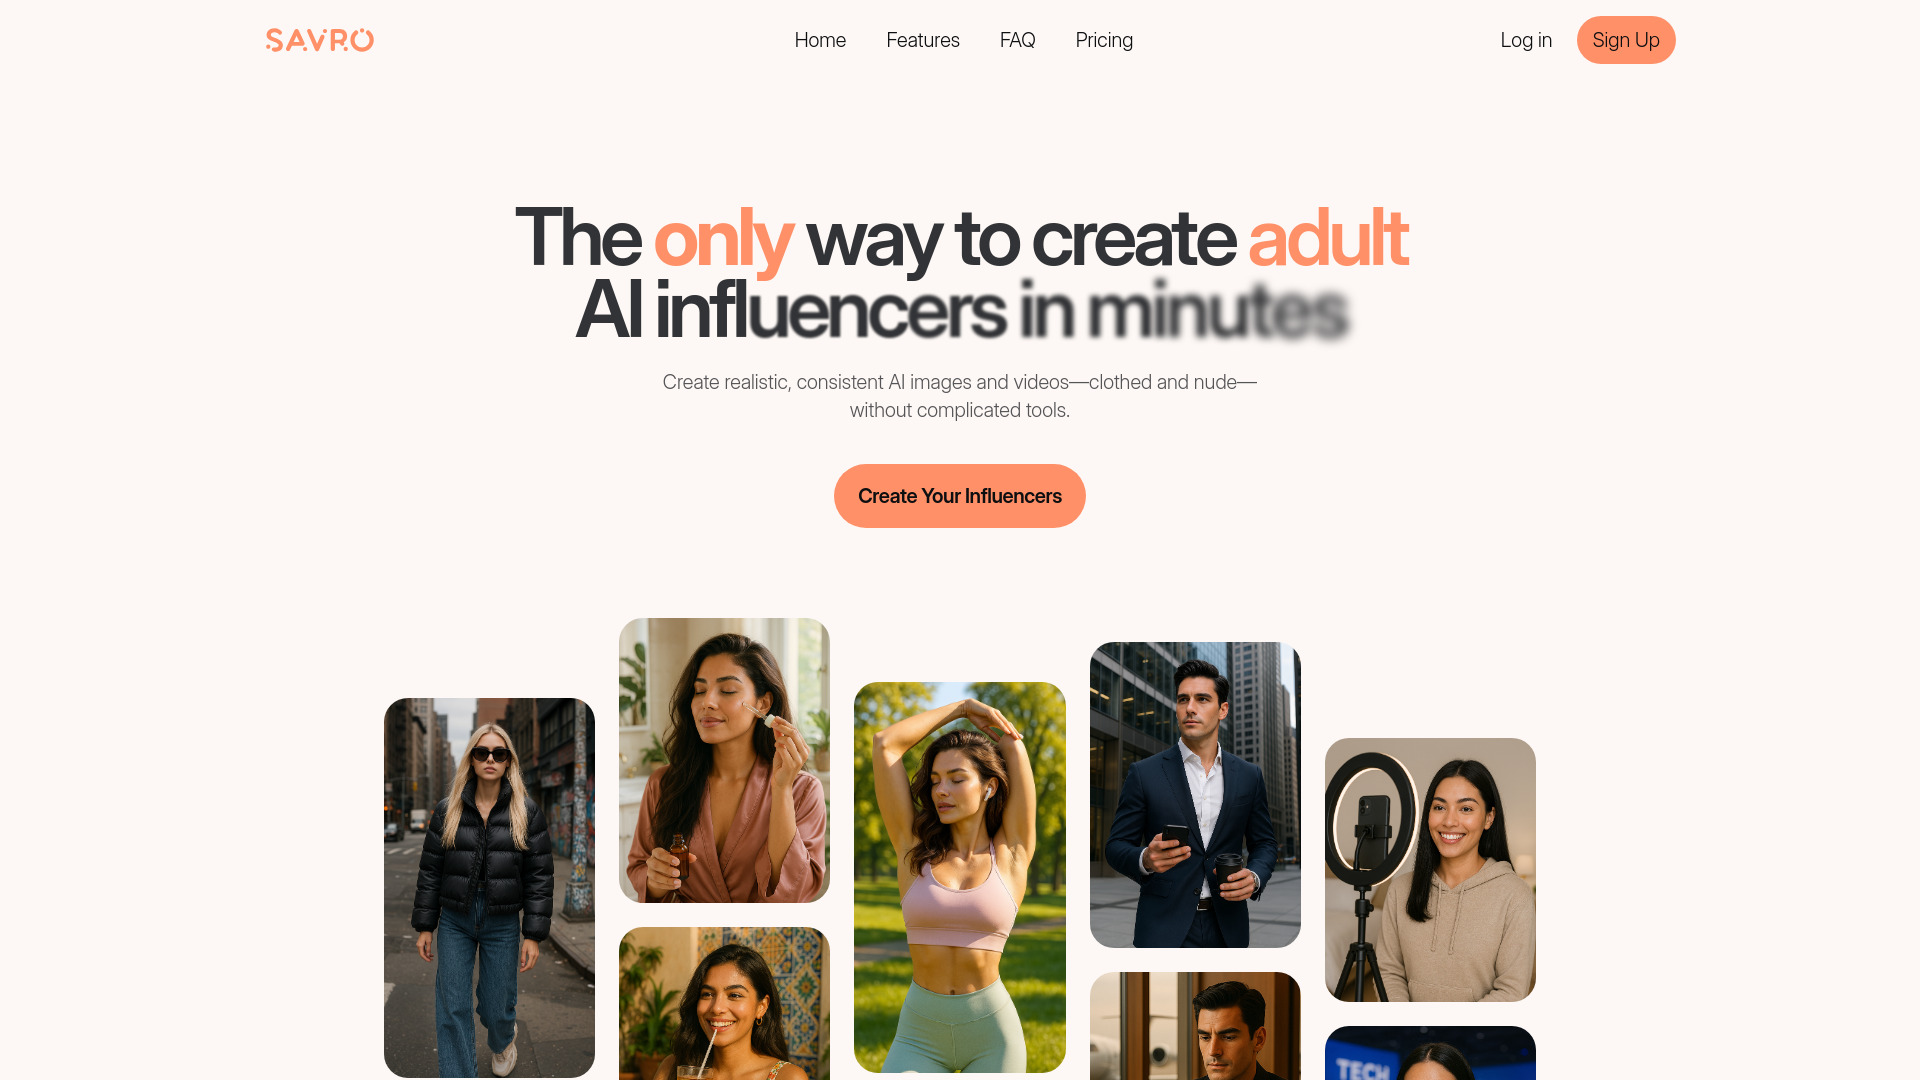 SAVRO
Home
Features
FAQ
Pricing
Log in
Sign Up
The only way to create adult
AI influencers in minutes
Create realistic, consistent AI images and videos—clothed and nude—
without complicated tools.
Create Your Influencers
TECH